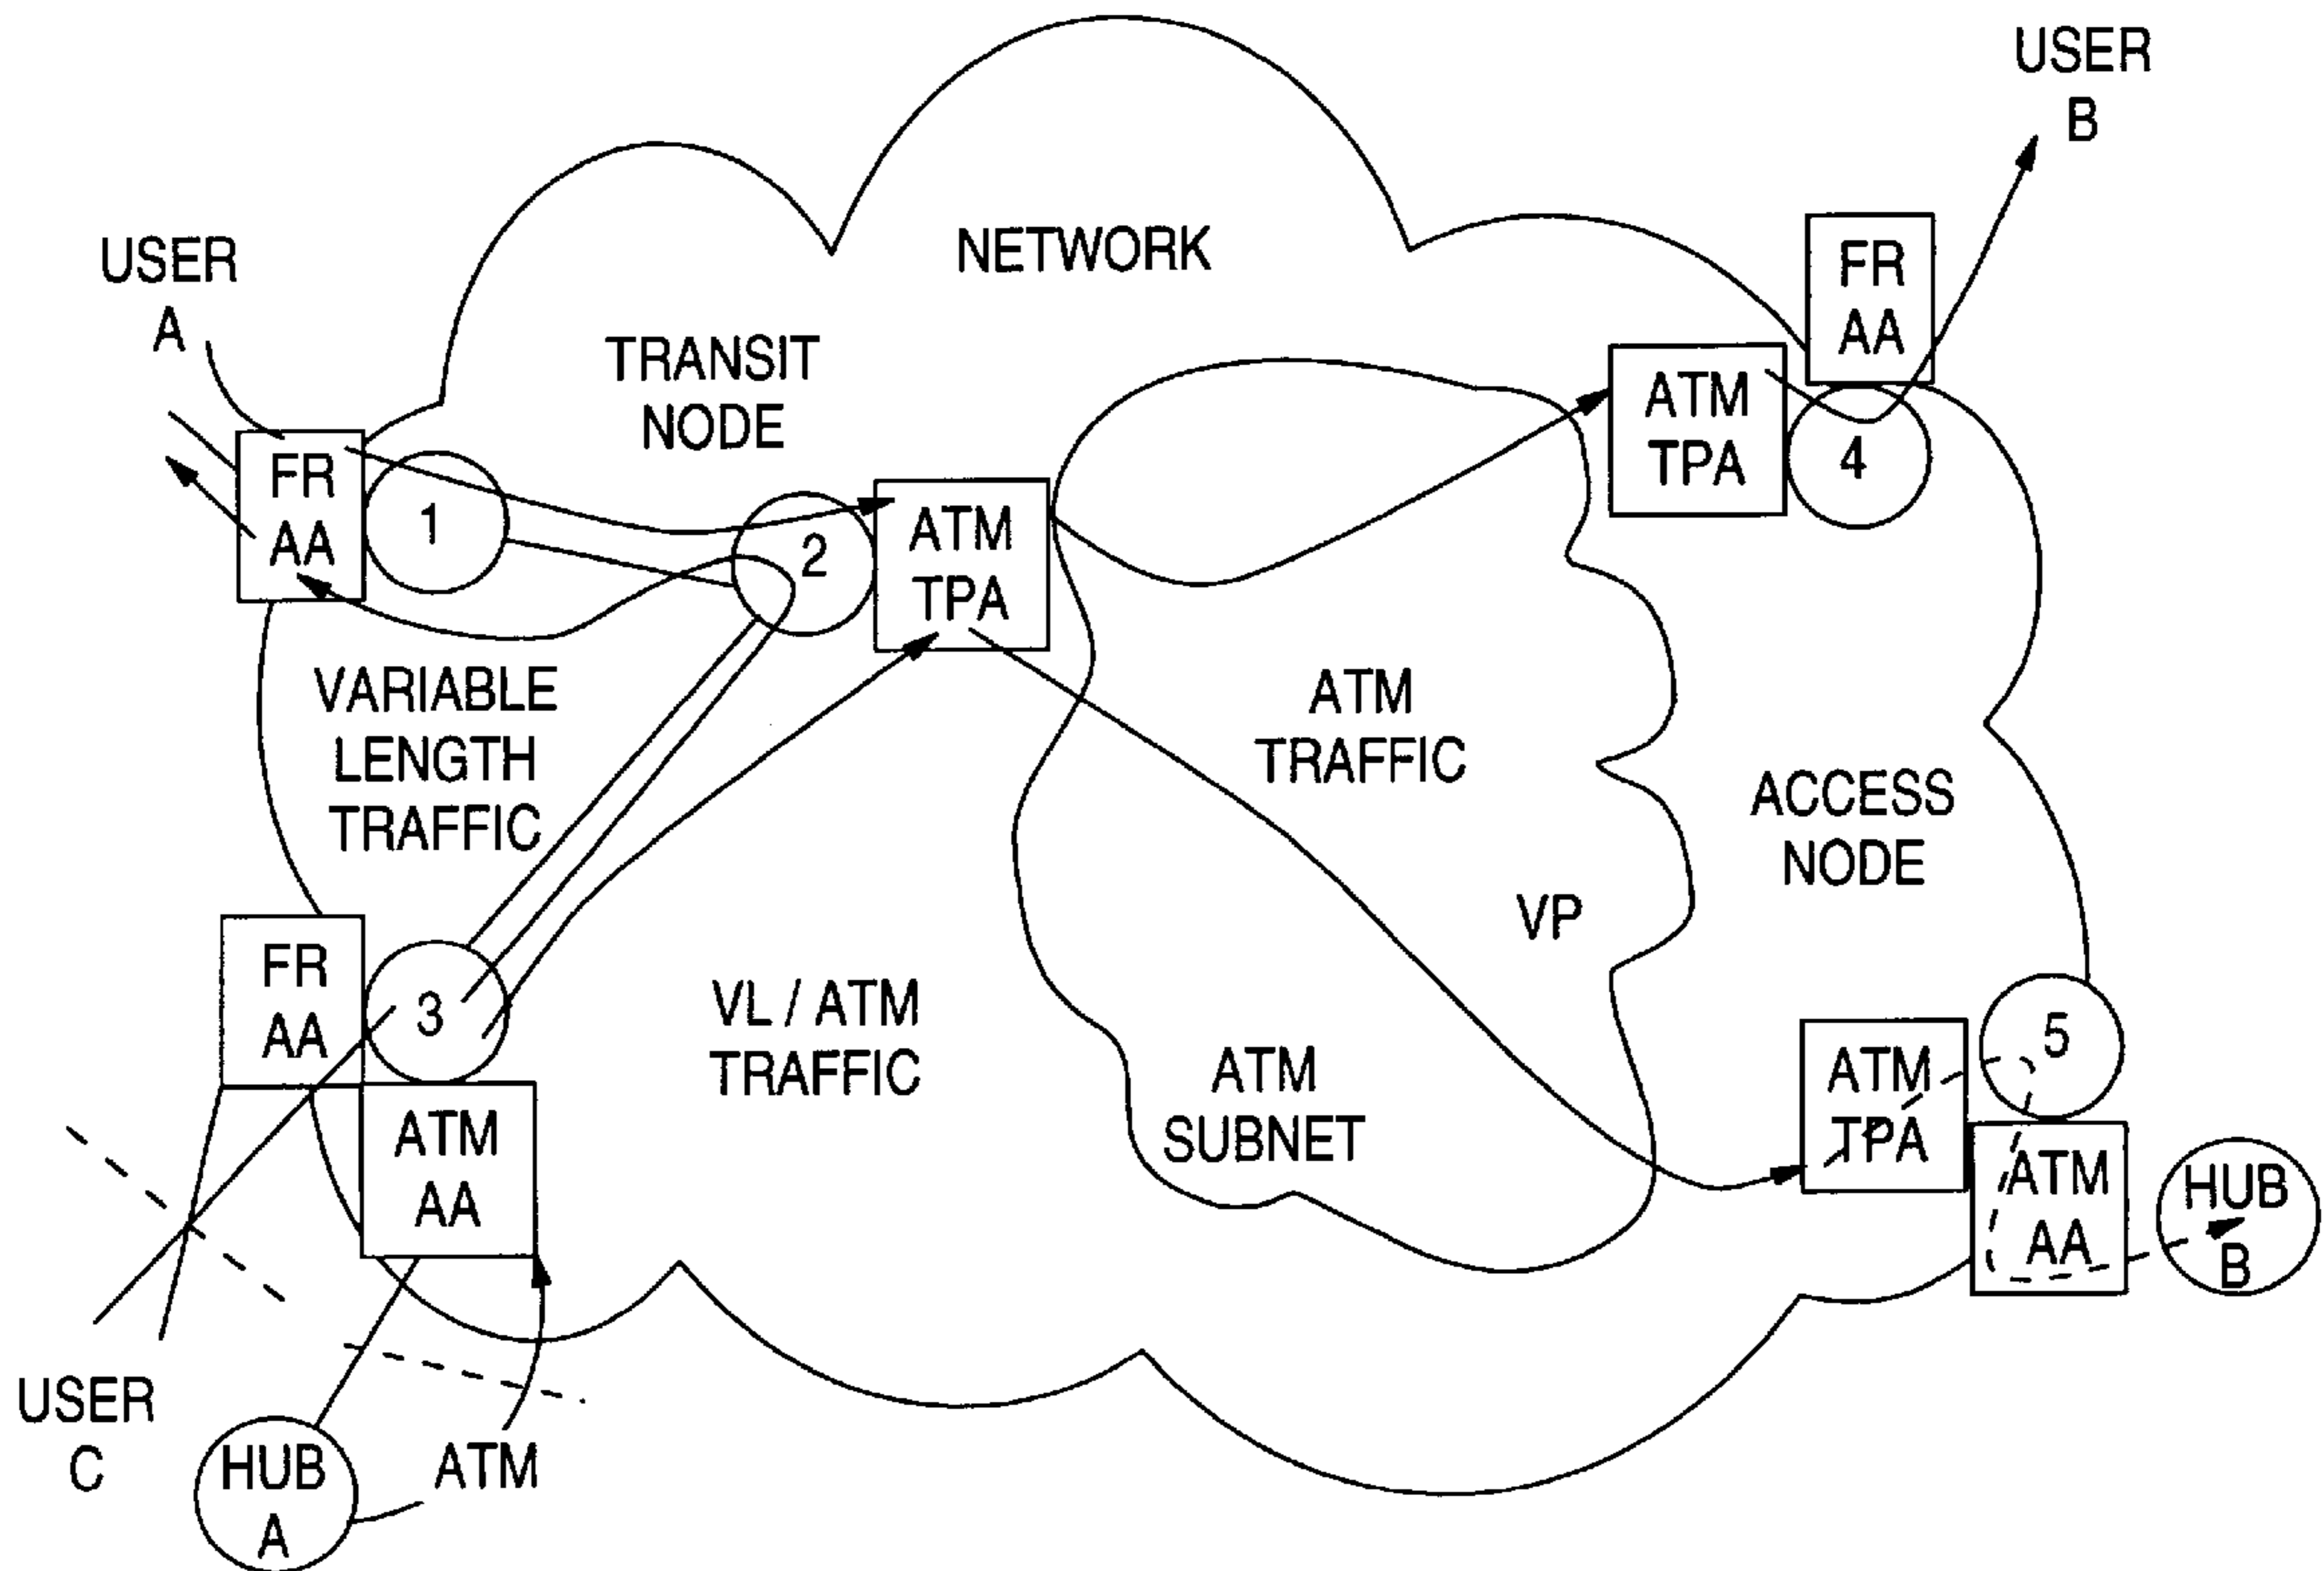 USER
B
NETWORK
USER
A
FR
AA
TRANSIT
NODE
ATM
TPA
4
FR
AA
1
2
ATM
TPA
VARIABLE
LENGTH
TRAFFIC
ATM
TRAFFIC
ACCESS
NODE
VP
FR
AA
3
VL / ATM
TRAFFIC
ATM
SUBNET
5
ATM
TPA
ATM
AA
ATM
AA
HUB
B
USER
C
HUB
A
ATM